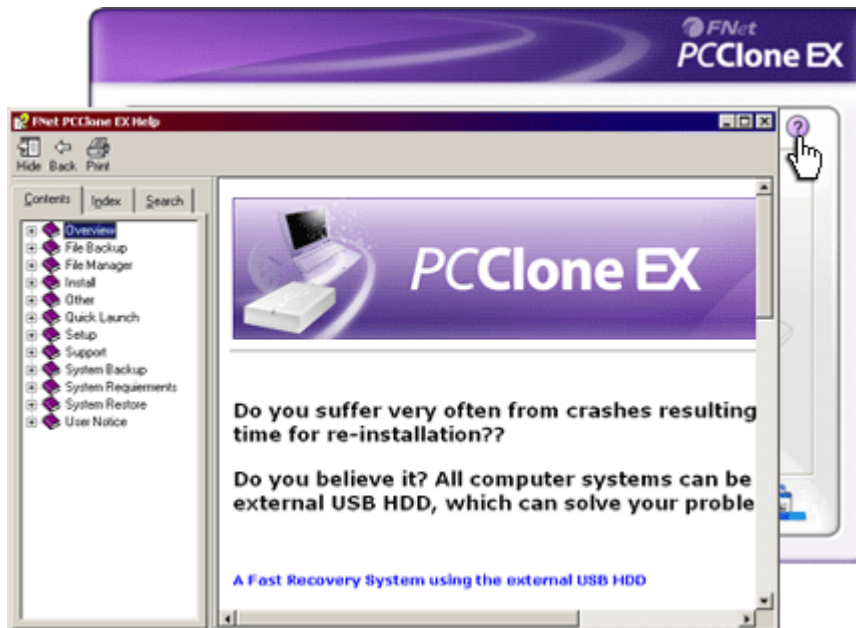 FNet
PCClone EX
FNet PCClone EX Help
Hide Back Print
Contents Index Search
Overview
File Backup
File Manager
Install
Other
Quick Launch
Setup
Support
System Backup
System Requierments
System Restore
User Notice
PCClone EX
Do you suffer very often from crashes resulting
time for re-installation??
Do you believe it? All computer systems can be
external USB HDD, which can solve your proble
A Fast Recovery System using the external USB HDD